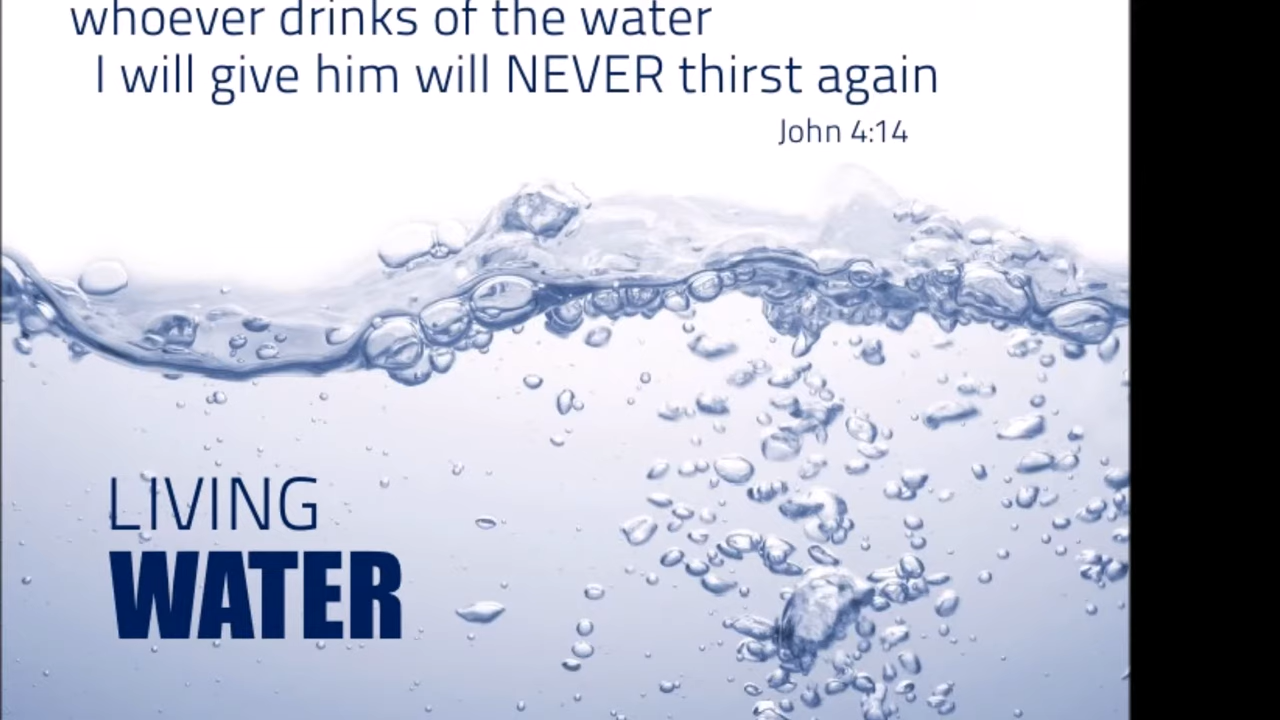 whoever drinks of the water
I will give him will NEVER thirst again
John 4:14
LIVING
WATER